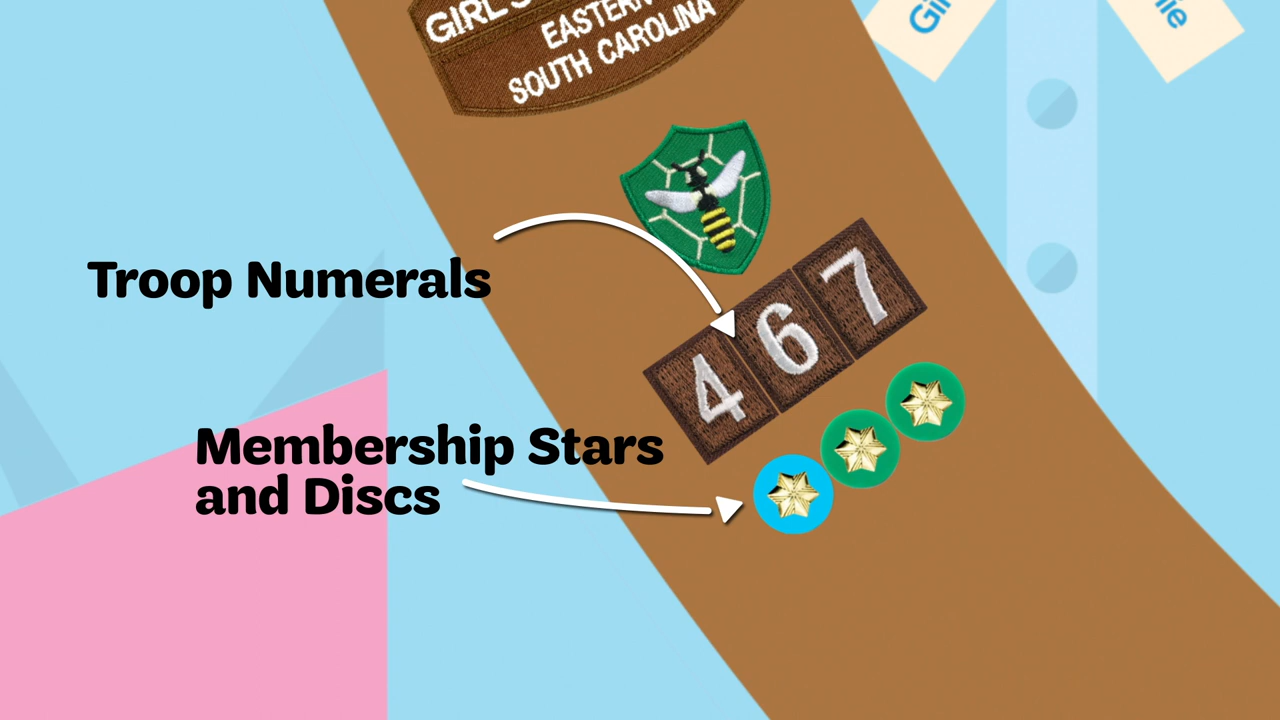 EASTERN
SOUTH CAROLINA
Troop Numerals
4 6 7
Membership Stars
and Discs